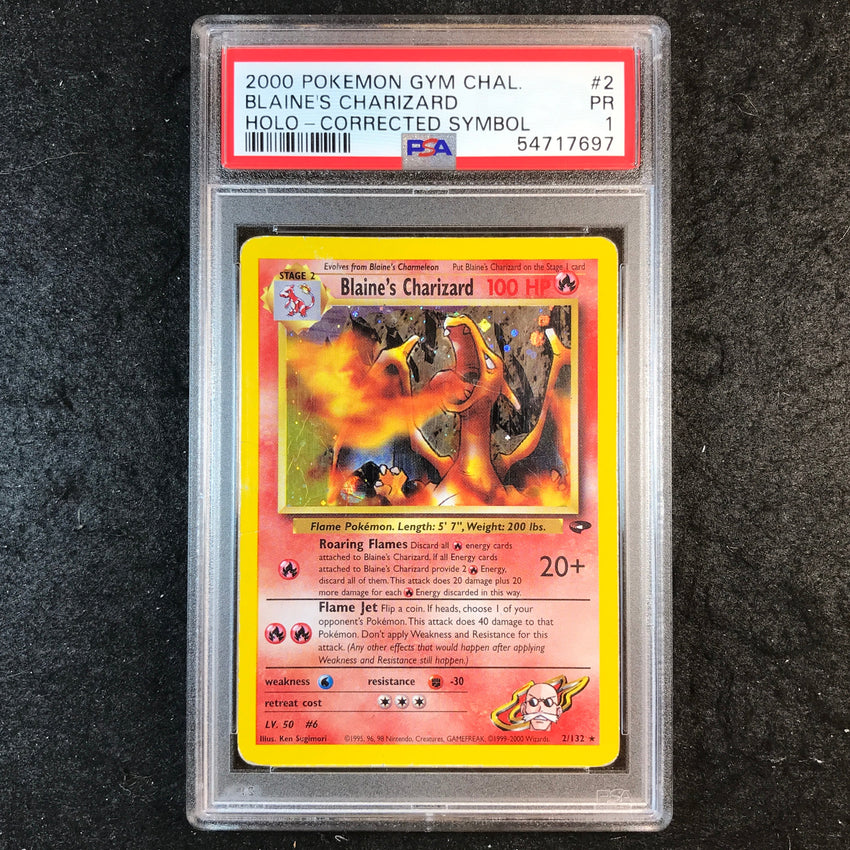 2000 POKEMON GYM CHAL. #2
BLAINE'S CHARIZARD PR
HOLO-CORRECTED SYMBOL 1
PSA 54717697
Evolves from Blaine's Charmeleon Put Blaine's Charizard on the Stage 1 card
STAGE 2
Blaine's Charizard 100 HP
Flame Pokémon. Length: 5' 7", Weight: 200 lbs.
Roaring Flames Discard all energy cards
attached to Blaine's Charizard. If all Energy cards
attached to Blaine's Charizard provide 2 Energy,
discard all of them. This attack does 20 damage plus 20
more damage for each Energy discarded in this way.
20+
Flame Jet Flip a coin. If heads, choose 1 of your
opponent's Pokémon. This attack does 40 damage to that
Pokémon. Don't apply Weakness and Resistance for this
attack. (Any other effects that would happen after applying
Weakness and Resistance still happen.)
weakness resistance -30
retreat cost
LV. 50 #6
Illus. Ken Sugimori ©1995, 96, 98 Nintendo, Creatures, GAMEFREAK. ©1999-2000 Wizards. 2/132 ★
PSA